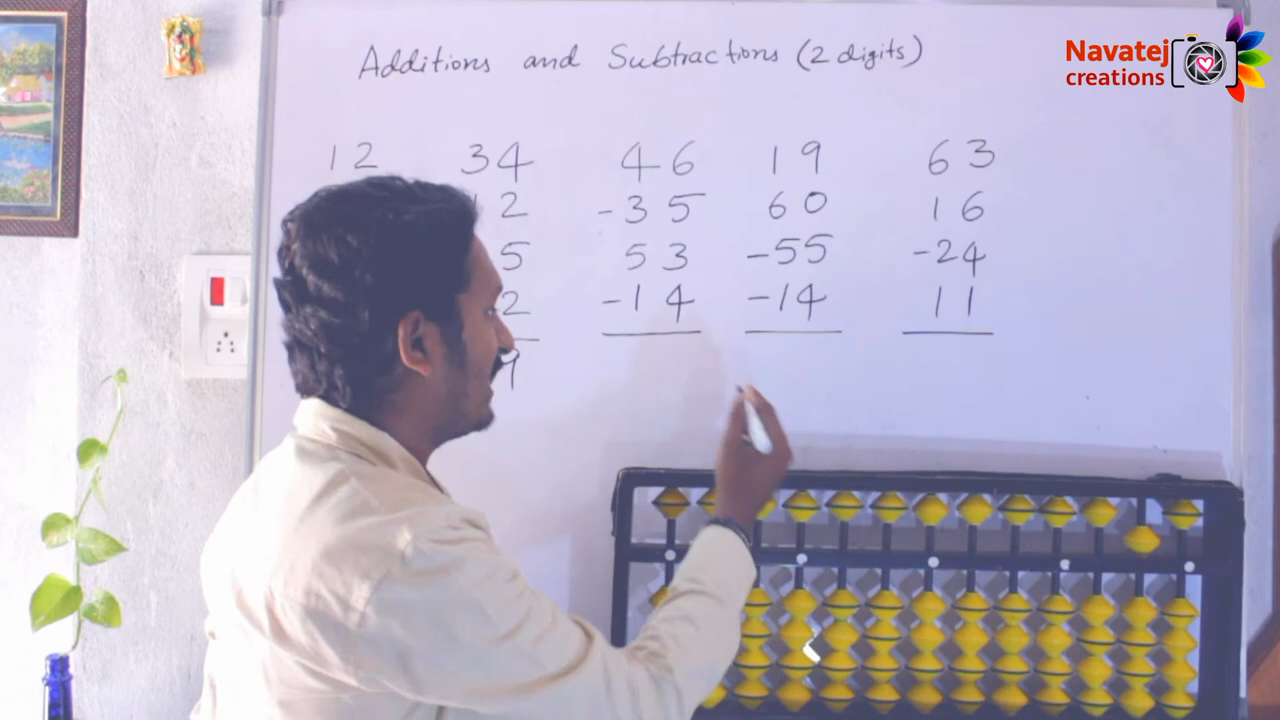 Additions and Subtractions (2 digits)
12 34 46 19 63
2 -35 60 16
5 53 -55 -24
2 -14 -14 11
9
Navatej
creations